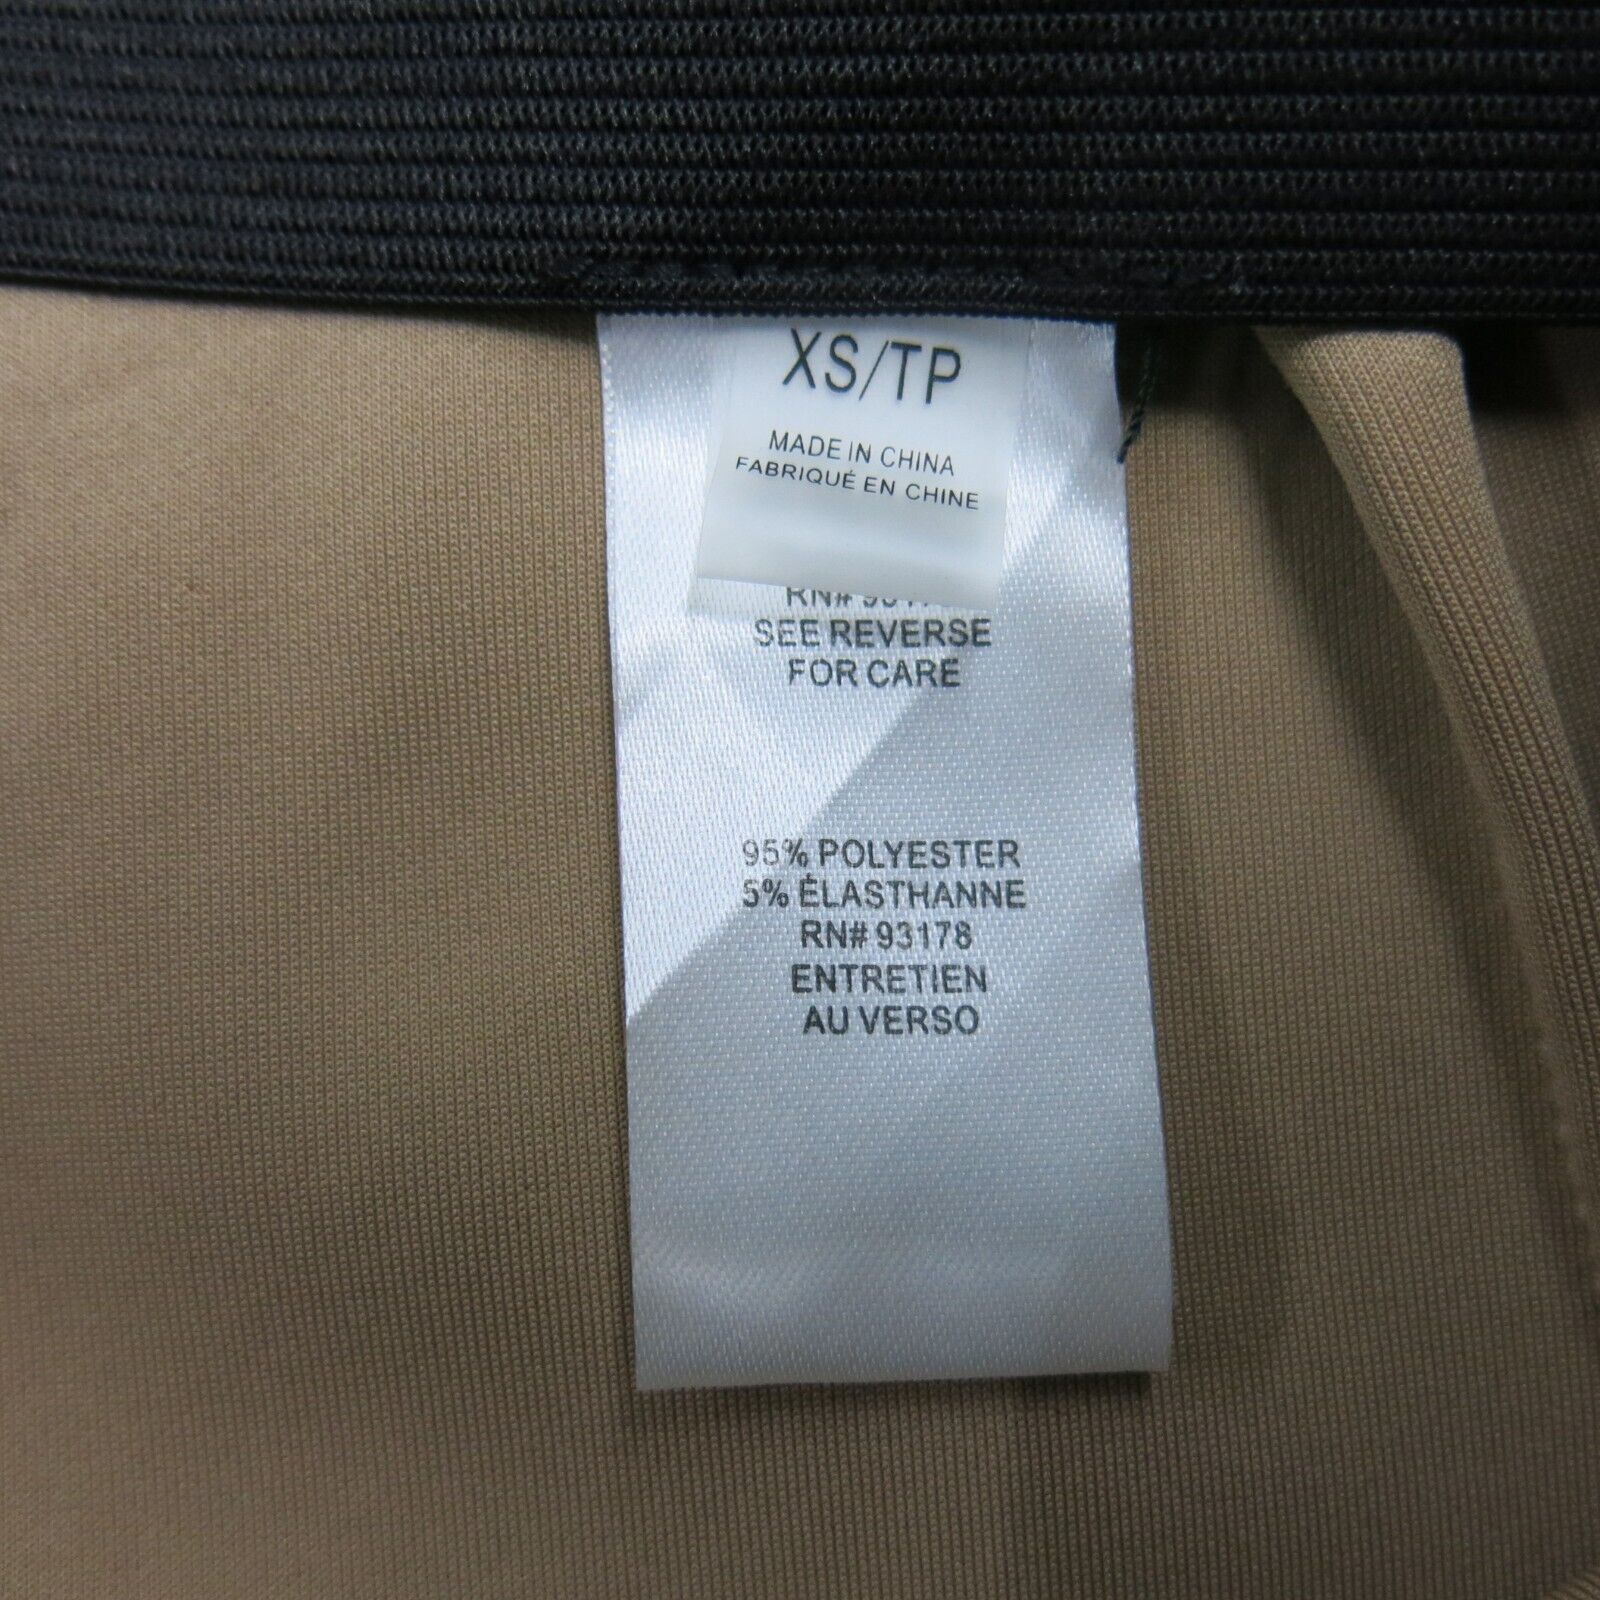 XS/TP
MADE IN CHINA
FABRIQUÉ EN CHINE
RN#
SEE REVERSE
FOR CARE
95% POLYESTER
5% ÉLASTHANNE
RN# 93178
ENTRETIEN
AU VERSO